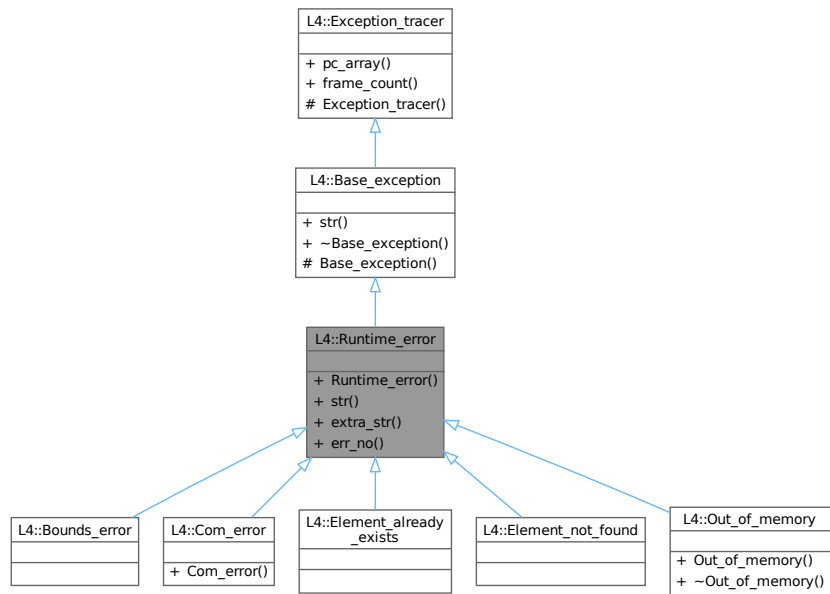 L4::Exception_tracer
+ pc_array()
+ frame_count()
# Exception_tracer()
L4::Base_exception
+ str()
+ ~Base_exception()
# Base_exception()
L4::Runtime_error
+ Runtime_error()
+ str()
+ extra_str()
+ err_no()
L4::Bounds_error
L4::Com_error
+ Com_error()
L4::Element_already
_exists
L4::Element_not_found
L4::Out_of_memory
+ Out_of_memory()
+ ~Out_of_memory()